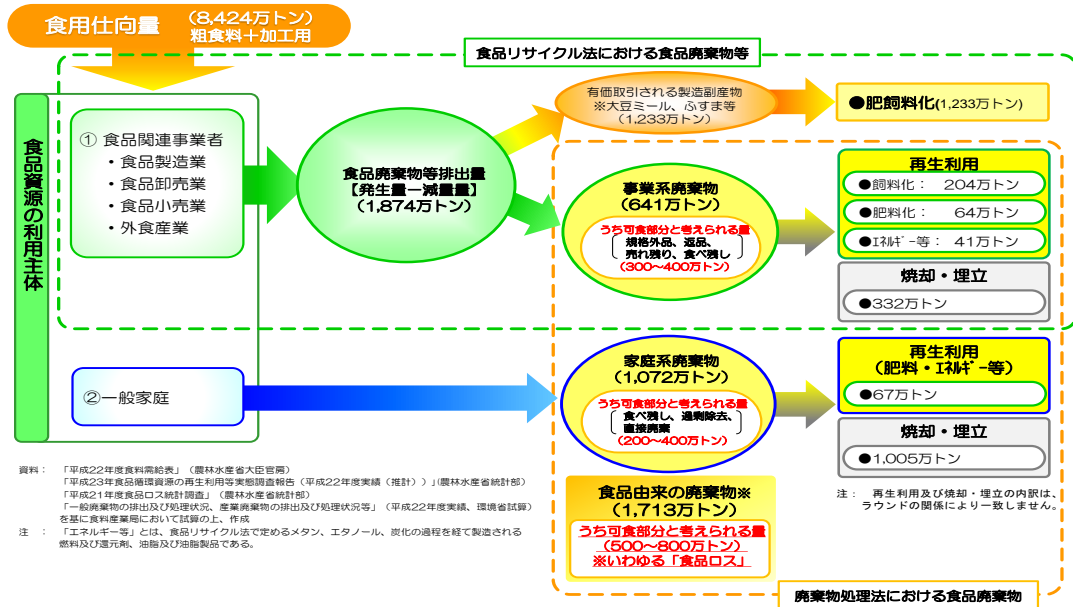 食用仕向量
（8,424万トン）
粗食料＋加工用
食品リサイクル法における食品廃棄物等
食品資源の利用主体
① 食品関連事業者
・食品製造業
・食品卸売業
・食品小売業
・外食産業
②一般家庭
食品廃棄物等排出量
【発生量－減量量】
（1,874万トン）
有価取引される製造副産物
※大豆ミール、ふすま等
（1,233万トン）
●肥飼料化(1,233万トン)
事業系廃棄物
（641万トン）
うち可食部分と考えられる量
規格外品、返品、
売れ残り、食べ残し
（300～400万トン）
再生利用
●飼料化： 204万トン
●肥料化： 64万トン
●ｴﾈﾙｷﾞｰ等： 41万トン
焼却・埋立
●332万トン
家庭系廃棄物
（1,072万トン）
うち可食部分と考えられる量
食べ残し、過剰除去、
直接廃棄
（200～400万トン）
再生利用
（肥料・ｴﾈﾙｷﾞｰ等）
●67万トン
焼却・埋立
●1,005万トン
食品由来の廃棄物※
（1,713万トン）
うち可食部分と考えられる量
（500～800万トン）
※いわゆる「食品ロス」
注： 再生利用及び焼却・埋立の内訳は、
ラウンドの関係により一致しません。
廃棄物処理法における食品廃棄物
資料： 「平成22年度食料需給表」（農林水産省大臣官房）
「平成23年食品循環資源の再生利用等実態調査報告（平成22年度実績（推計））」(農林水産省統計部）
「平成21年度食品ロス統計調査」（農林水産省統計部）
「一般廃棄物の排出及び処理状況、産業廃棄物の排出及び処理状況等」（平成22年度実績、環境省試算）
を基に食料産業局において試算の上、作成
注 ： 「エネルギー等」とは、食品リサイクル法で定めるメタン、エタノール、炭化の過程を経て製造される
燃料及び還元剤、油脂及び油脂製品である。